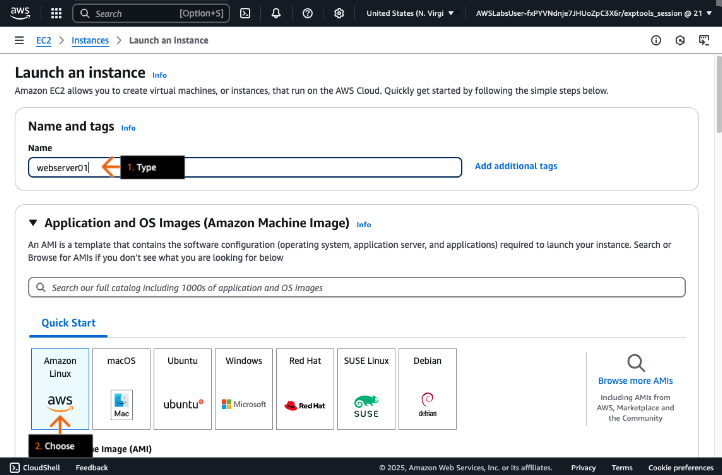 aws Search [Option+S] United States (N. Virgi AWSLabsUser-fxPYVNdnje7JHUoZpC3X6r/exptools_session @ 21
EC2 > Instances > Launch an instance
Launch an instance Info
Amazon EC2 allows you to create virtual machines, or instances, that run on the AWS Cloud. Quickly get started by following the simple steps below.
Name and tags Info
Name
webserver01 1. Type Add additional tags
Application and OS Images (Amazon Machine Image) Info
An AMI is a template that contains the software configuration (operating system, application server, and applications) required to launch your instance. Search or
Browse for AMIs if you don't see what you are looking for below
Search our full catalog including 1000s of application and OS images
Quick Start
Amazon
Linux
aws
macOS
Mac
Ubuntu
ubuntu
Windows
Microsoft
Red Hat
Red Hat
SUSE Linux
SUSE
Debian
debian
Browse more AMIs
Including AMIs from
AWS, Marketplace and
the Community
2. Choose ne Image (AMI)
CloudShell Feedback © 2025, Amazon Web Services, Inc. or its affiliates. Privacy Terms Cookie preferences